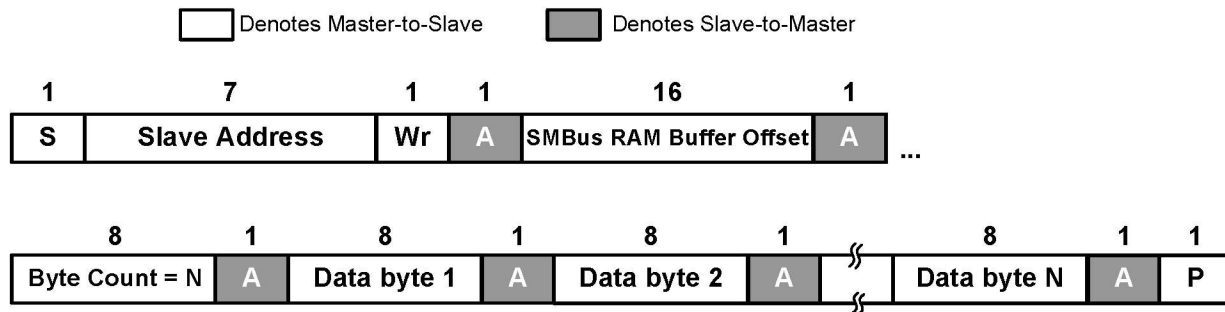 Denotes Master-to-Slave Denotes Slave-to-Master
1 7 1 1 16 1
S Slave Address Wr A SMBus RAM Buffer Offset A ...
8 1 8 1 8 1 8 1 1
Byte Count = N A Data byte 1 A Data byte 2 A Data byte N A P